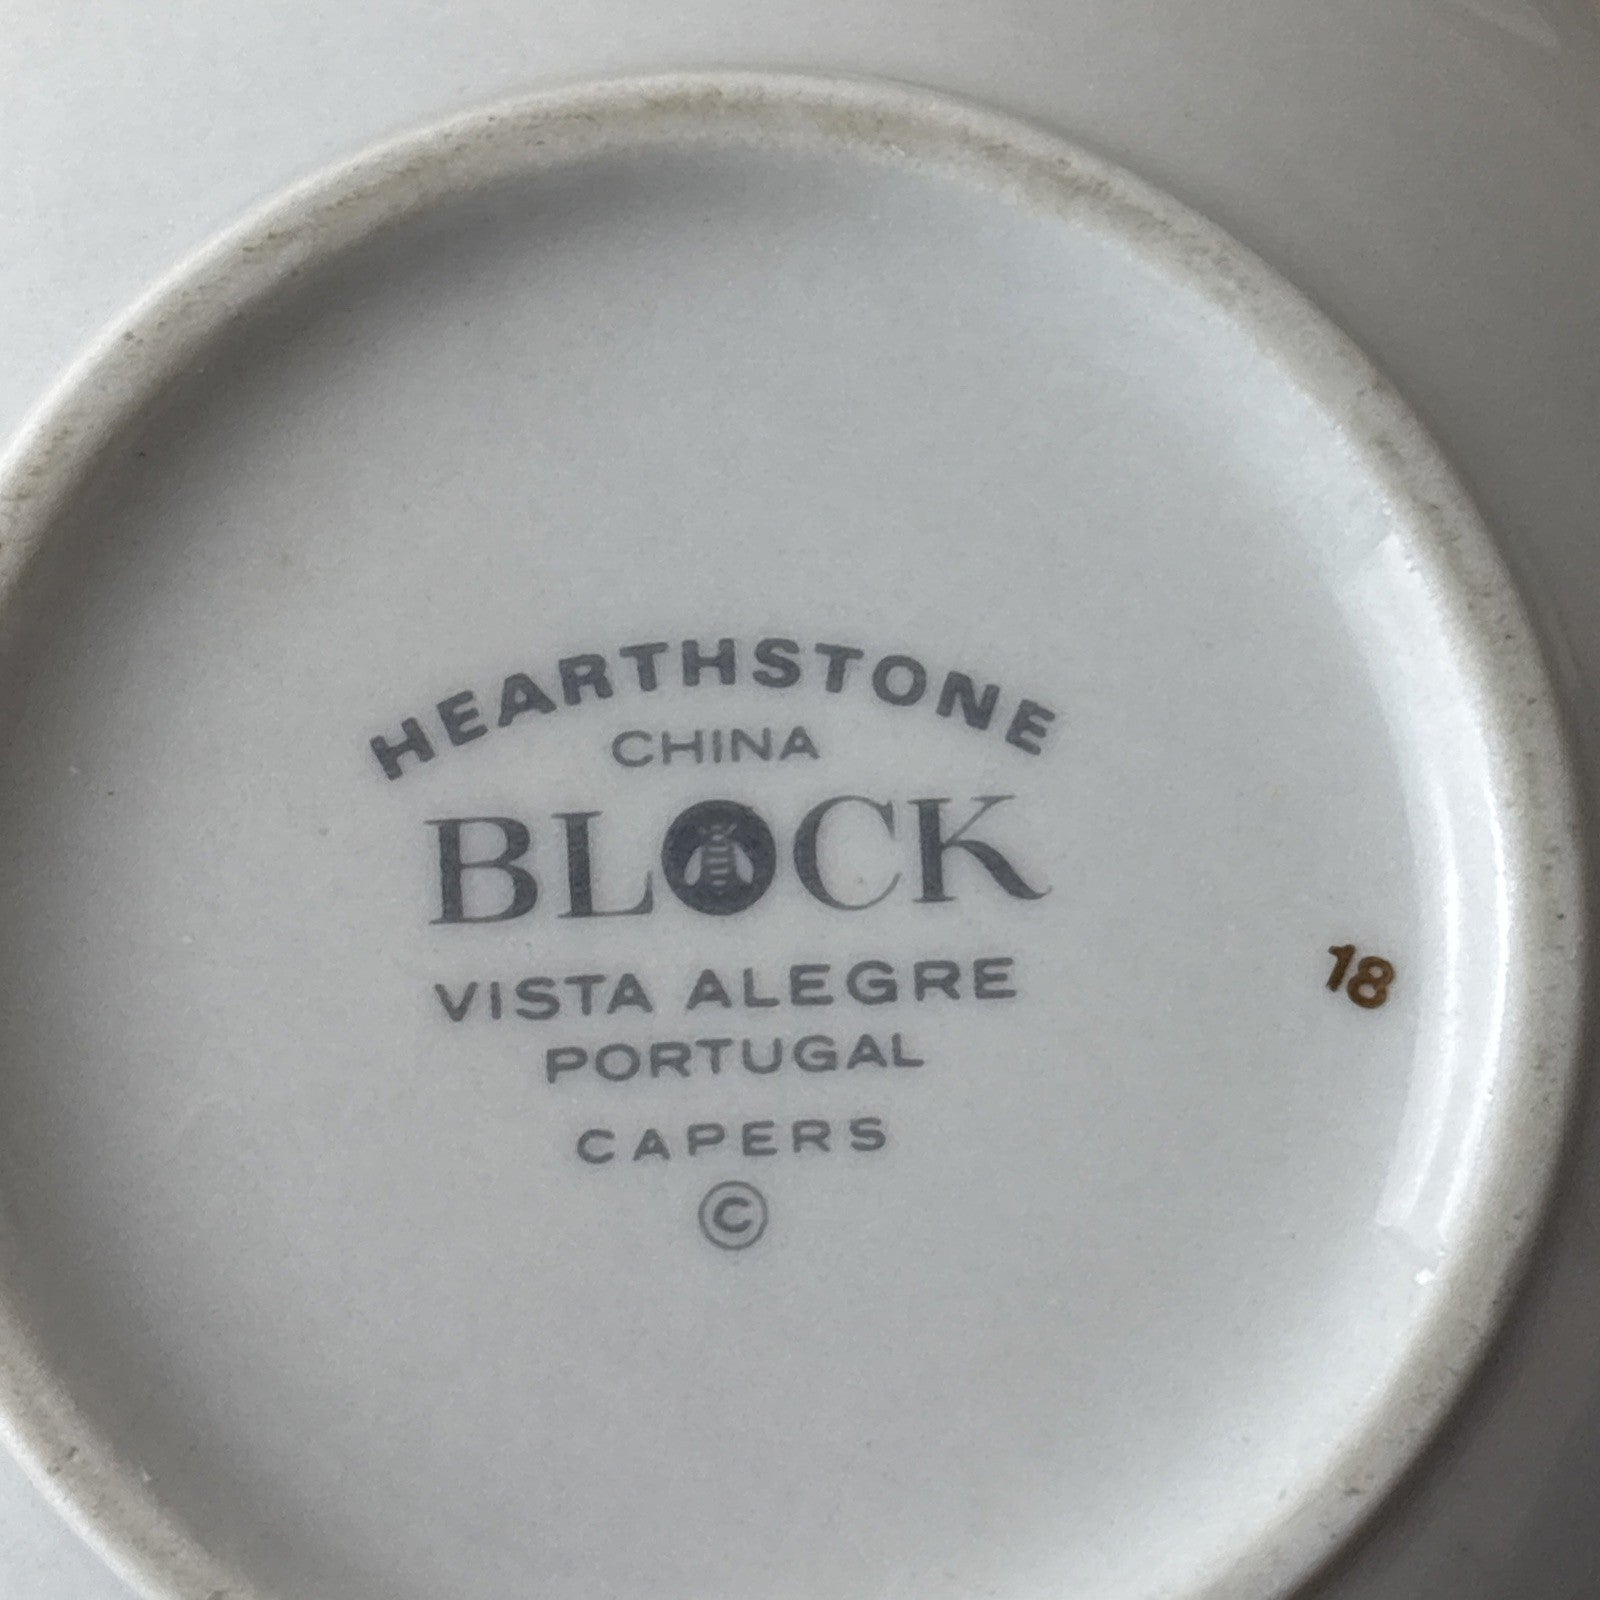 HEARTHSTONE
CHINA
BLOCK
VISTA ALEGRE
PORTUGAL
CAPERS
©
18